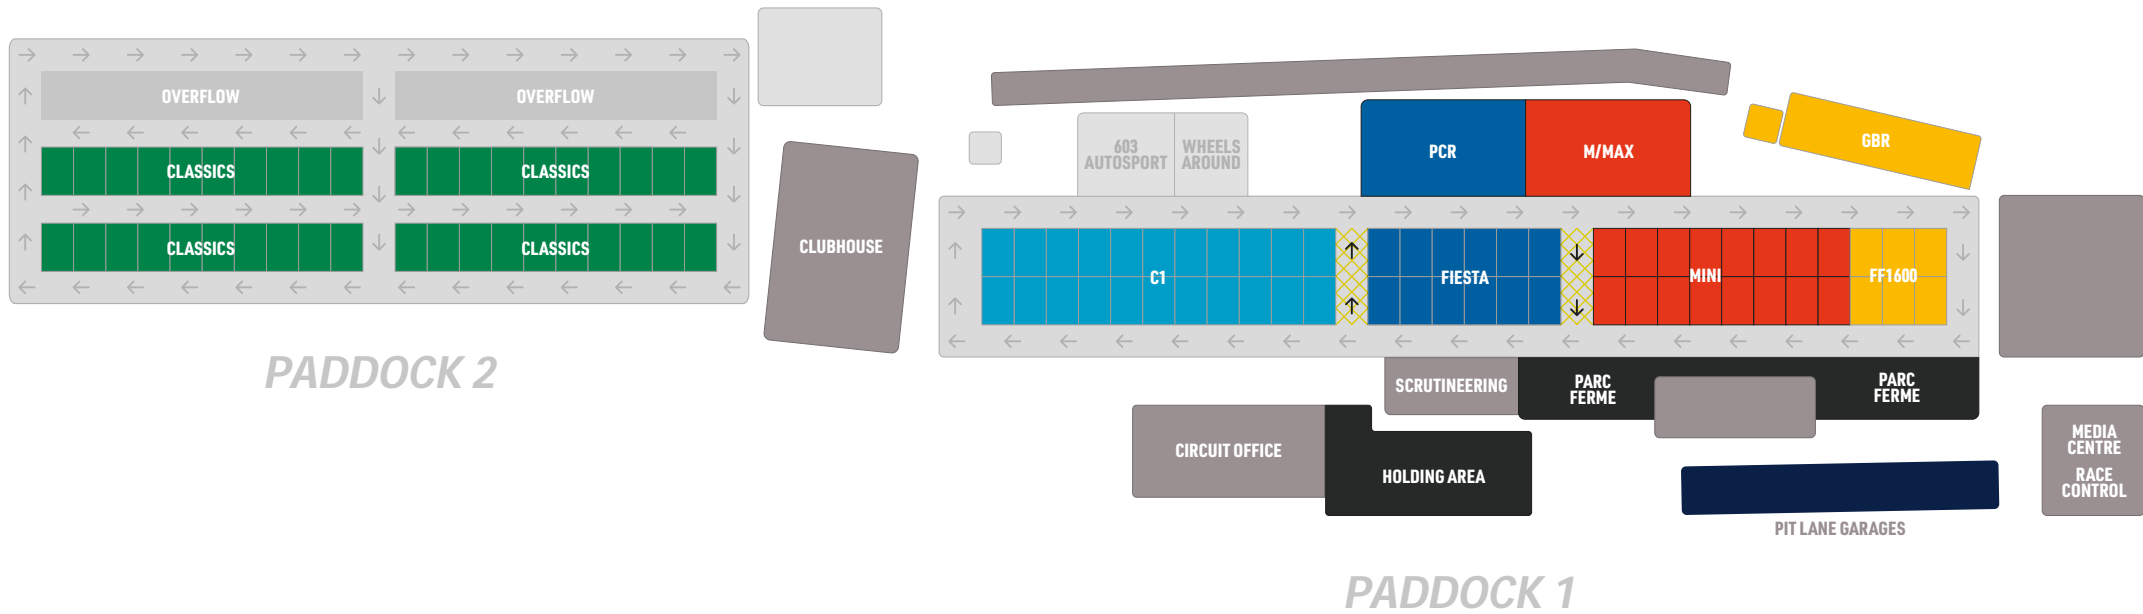 OVERFLOW
OVERFLOW
CLASSICS
CLASSICS
CLASSICS
CLASSICS
PADDOCK 2
CLUBHOUSE
603
AUTOSPORT
WHEELS
AROUND
PCR
M/MAX
GBR
C1
FIESTA
MINI
FF1600
SCRUTINEERING
PARC
FERME
PARC
FERME
CIRCUIT OFFICE
HOLDING AREA
MEDIA
CENTRE
RACE
CONTROL
PIT LANE GARAGES
PADDOCK 1